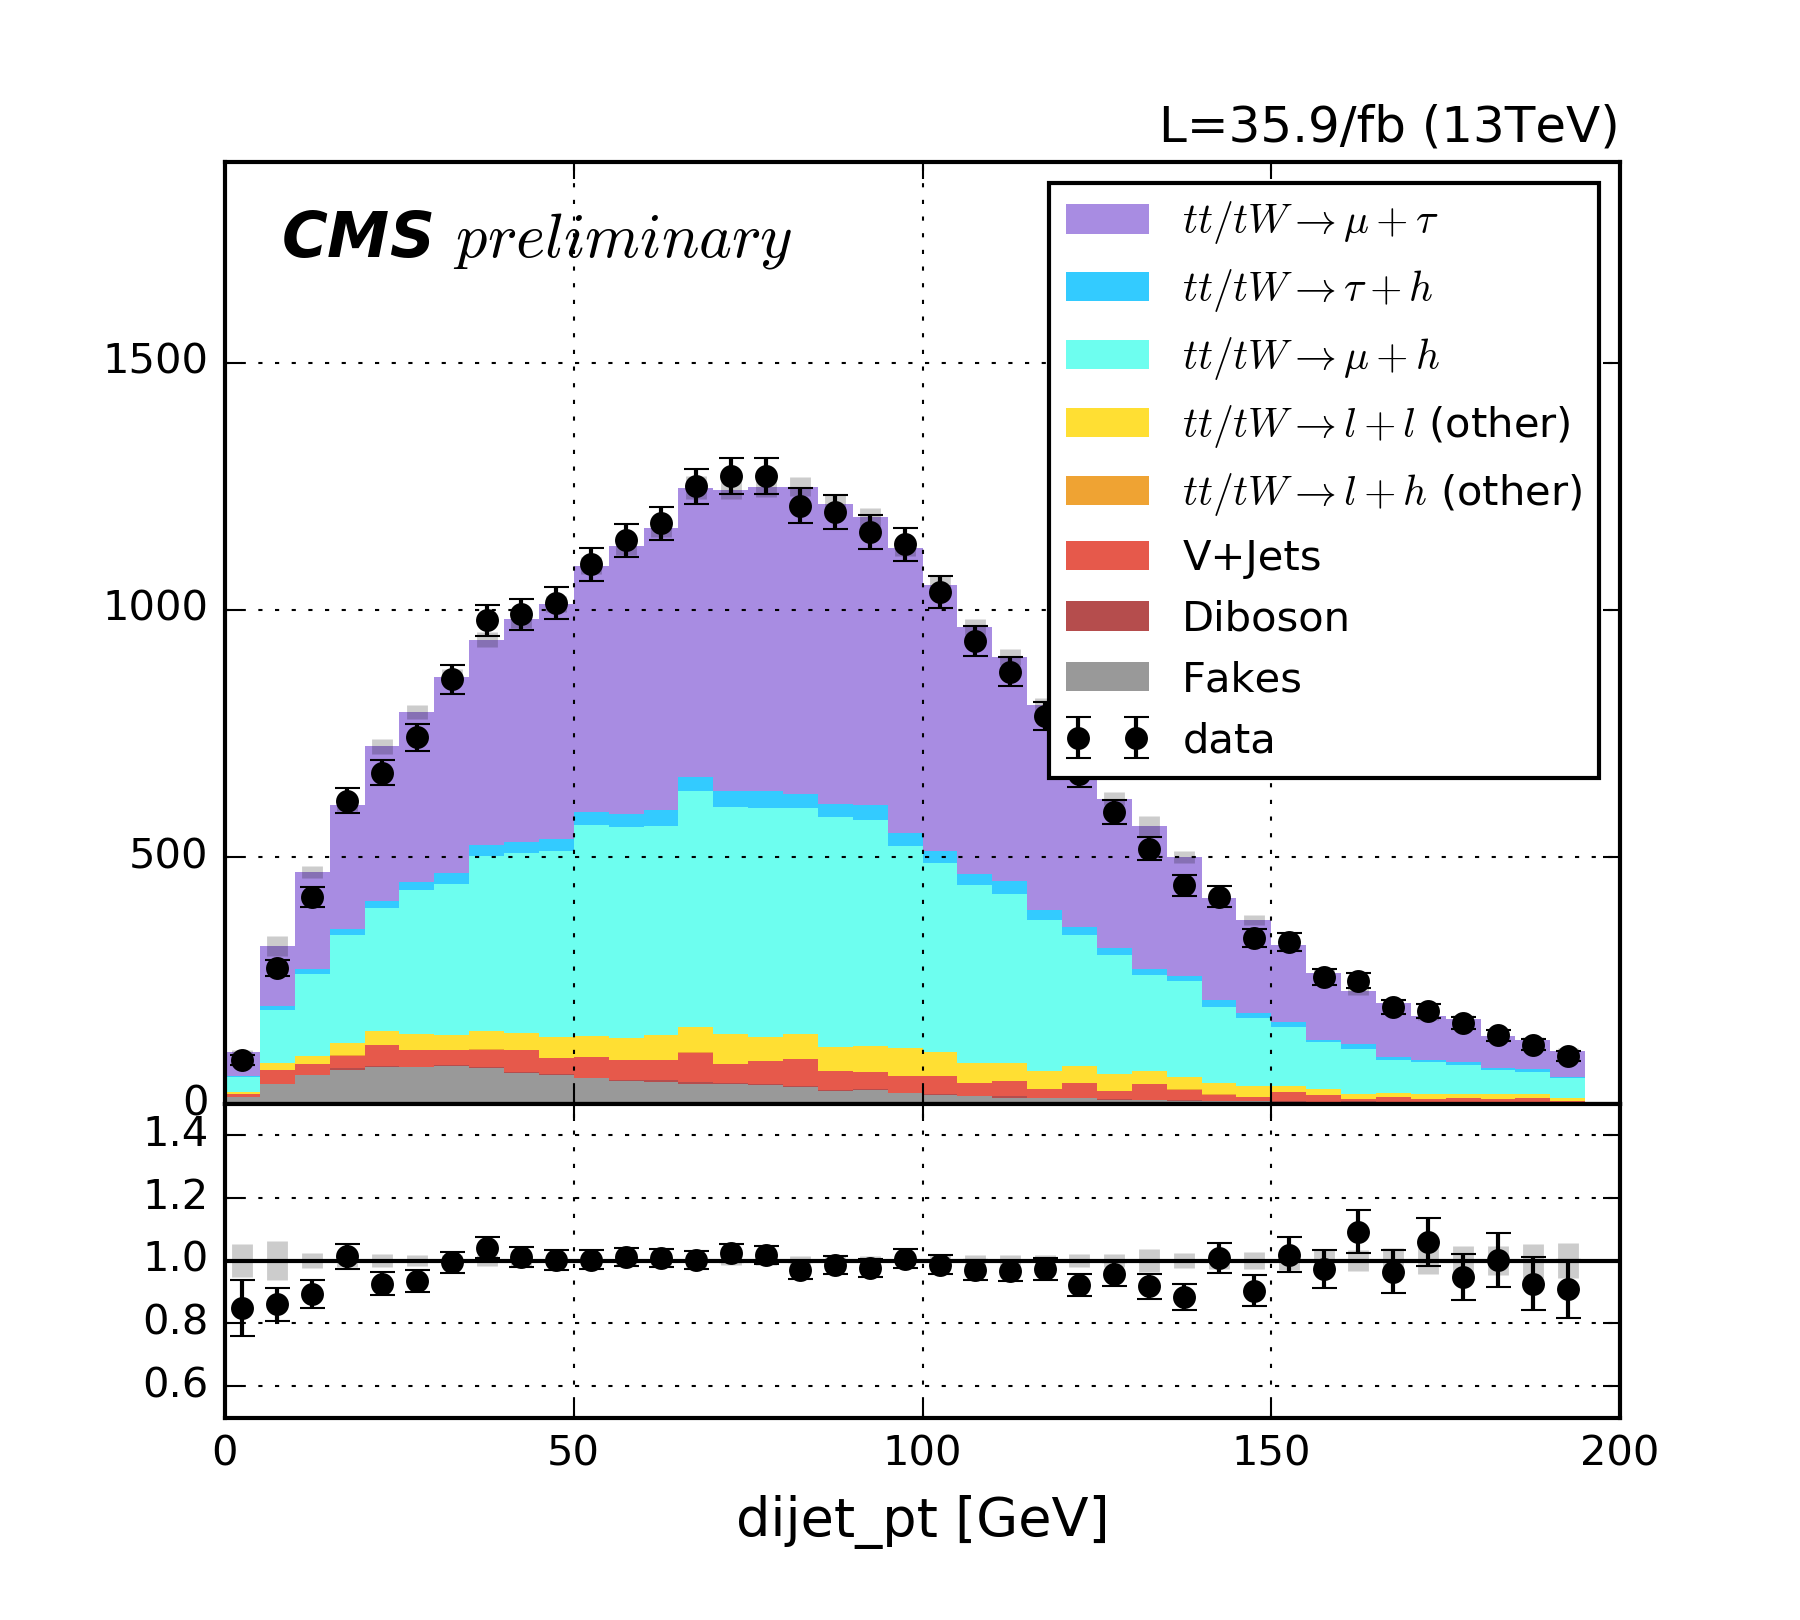 L=35.9/fb (13TeV)
CMS preliminary
tt/tW→μ+τ
tt/tW→τ+h
tt/tW→μ+h
tt/tW→l+l (other)
tt/tW→l+h (other)
V+Jets
Diboson
Fakes
data
1500
1000
500
0
1.4
1.2
1.0
0.8
0.6
0 50 100 150 200
dijet_pt [GeV]